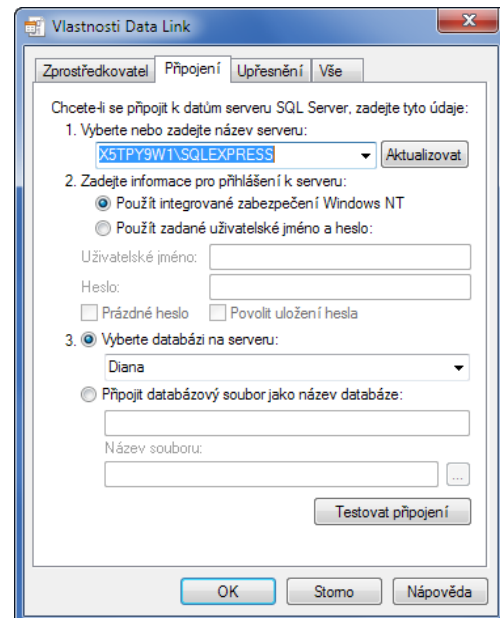 Vlastnosti Data Link
Zprostředkovatel Připojení Upřesnění Vše
Chcete-li se připojit k datům serveru SQL Server, zadejte tyto údaje:
1. Vyberte nebo zadejte název serveru:
X5TPY9W1\SQLEXPRESS Aktualizovat
2. Zadejte informace pro přihlášení k serveru:
Použít integrované zabezpečení Windows NT
Použít zadané uživatelské jméno a heslo:
Uživatelské jméno:
Heslo:
Prázdné heslo Povolit uložení hesla
3. Vyberte databázi na serveru:
Diana
Připojit databázový soubor jako název databáze:
Název souboru:
...
Testovat připojení
OK Storno Nápověda